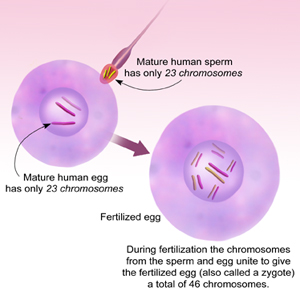 Mature human sperm
has only 23 chromosomes
Mature human egg
has only 23 chromosomes
Fertilized egg
During fertilization the chromosomes
from the sperm and egg unite to give
the fertilized egg (also called a zygote)
a total of 46 chromosomes.